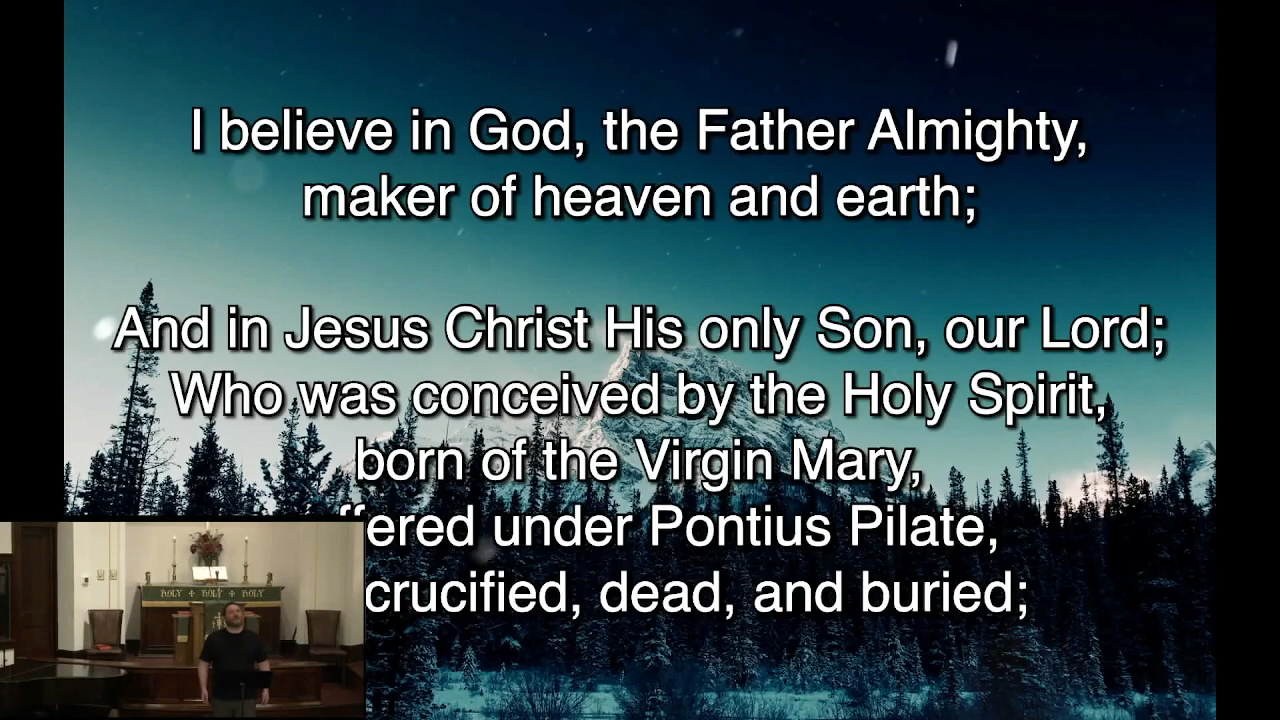 I believe in God, the Father Almighty,
maker of heaven and earth;
And in Jesus Christ His only Son, our Lord;
Who was conceived by the Holy Spirit,
born of the Virgin Mary,
ffered under Pontius Pilate,
crucified, dead, and buried;
HOLY + HOLY + HOLY